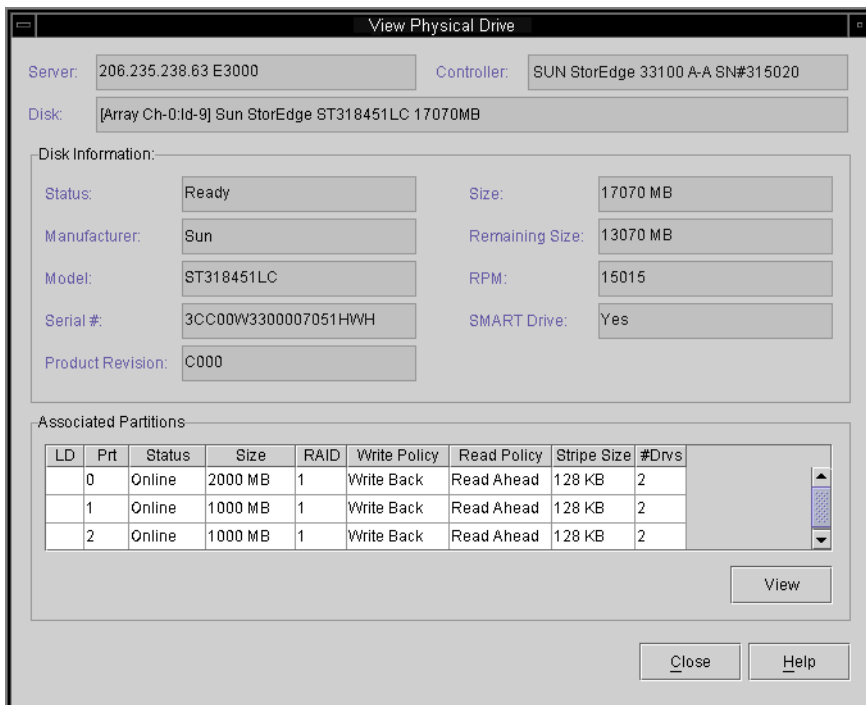 View Physical Drive
Server: 206.235.238.63 E3000 Controller: SUN StorEdge 33100 A-A SN#315020
Disk: [Array Ch-0:Id-9] Sun StorEdge ST318451LC 17070MB
Disk Information:
Status: Ready Size: 17070 MB
Manufacturer: Sun Remaining Size: 13070 MB
Model: ST318451LC RPM: 15015
Serial #: 3CC00W3300007051HWH SMART Drive: Yes
Product Revision: C000
Associated Partitions
LD Prt Status Size RAID Write Policy Read Policy Stripe Size #Drvs
0 Online 2000 MB 1 Write Back Read Ahead 128 KB 2
1 Online 1000 MB 1 Write Back Read Ahead 128 KB 2
2 Online 1000 MB 1 Write Back Read Ahead 128 KB 2
View
Close Help